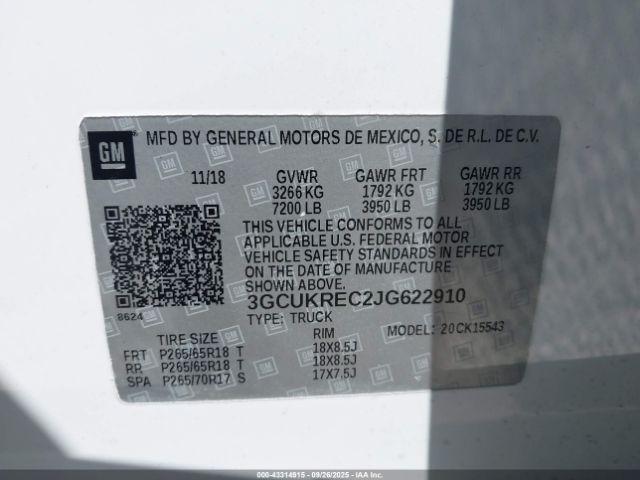 GM
MFD BY GENERAL MOTORS DE MEXICO, S. DE R.L. DE C.V.
11/18 GVWR GAWR FRT GAWR RR
3266 KG 1792 KG 1792 KG
7200 LB 3950 LB 3950 LB
THIS VEHICLE CONFORMS TO ALL
APPLICABLE U.S. FEDERAL MOTOR
VEHICLE SAFETY STANDARDS IN EFFECT
ON THE DATE OF MANUFACTURE
SHOWN ABOVE.
8624 3GCUKREC2JG622910
TYPE: TRUCK MODEL: 20CK15543
TIRE SIZE RIM
FRT P265/65R18 T 18X8.5J
RR P265/65R18 T 18X8.5J
SPA P265/70R17 S 17X7.5J
000-43314915 - 09/26/2025 - IAAI.COM